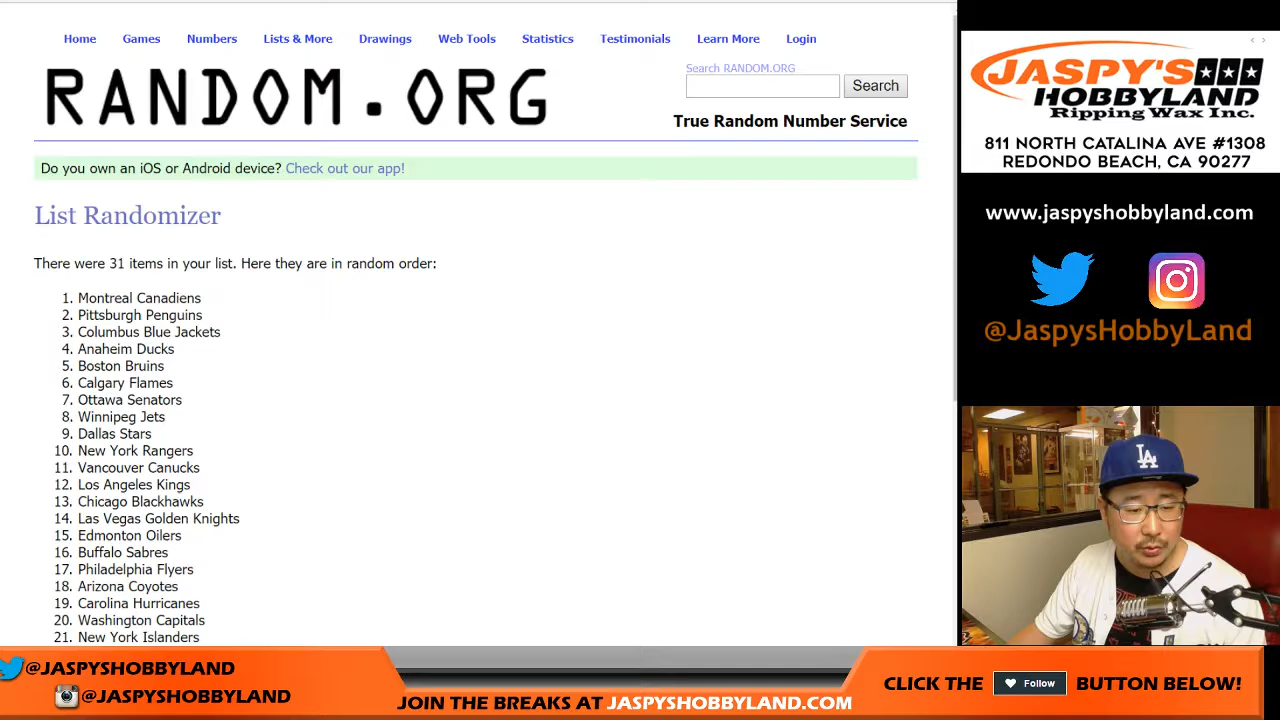 Home Games Numbers Lists & More Drawings Web Tools Statistics Testimonials Learn More Login
RANDOM.ORG
Search RANDOM.ORG
Search
True Random Number Service
Do you own an iOS or Android device? Check out our app!
List Randomizer
There were 31 items in your list. Here they are in random order:
1. Montreal Canadiens
2. Pittsburgh Penguins
3. Columbus Blue Jackets
4. Anaheim Ducks
5. Boston Bruins
6. Calgary Flames
7. Ottawa Senators
8. Winnipeg Jets
9. Dallas Stars
10. New York Rangers
11. Vancouver Canucks
12. Los Angeles Kings
13. Chicago Blackhawks
14. Las Vegas Golden Knights
15. Edmonton Oilers
16. Buffalo Sabres
17. Philadelphia Flyers
18. Arizona Coyotes
19. Carolina Hurricanes
20. Washington Capitals
21. New York Islanders
JASPY'S
HOBBYLAND
Ripping Wax Inc.
811 NORTH CATALINA AVE #1308
REDONDO BEACH, CA 90277
www.jaspyshobbyland.com
@JaspysHobbyLand
LA
@JASPYSHOBBYLAND
@JASPYSHOBBYLAND
JOIN THE BREAKS AT JASPYSHOBBYLAND.COM
CLICK THE Follow BUTTON BELOW!